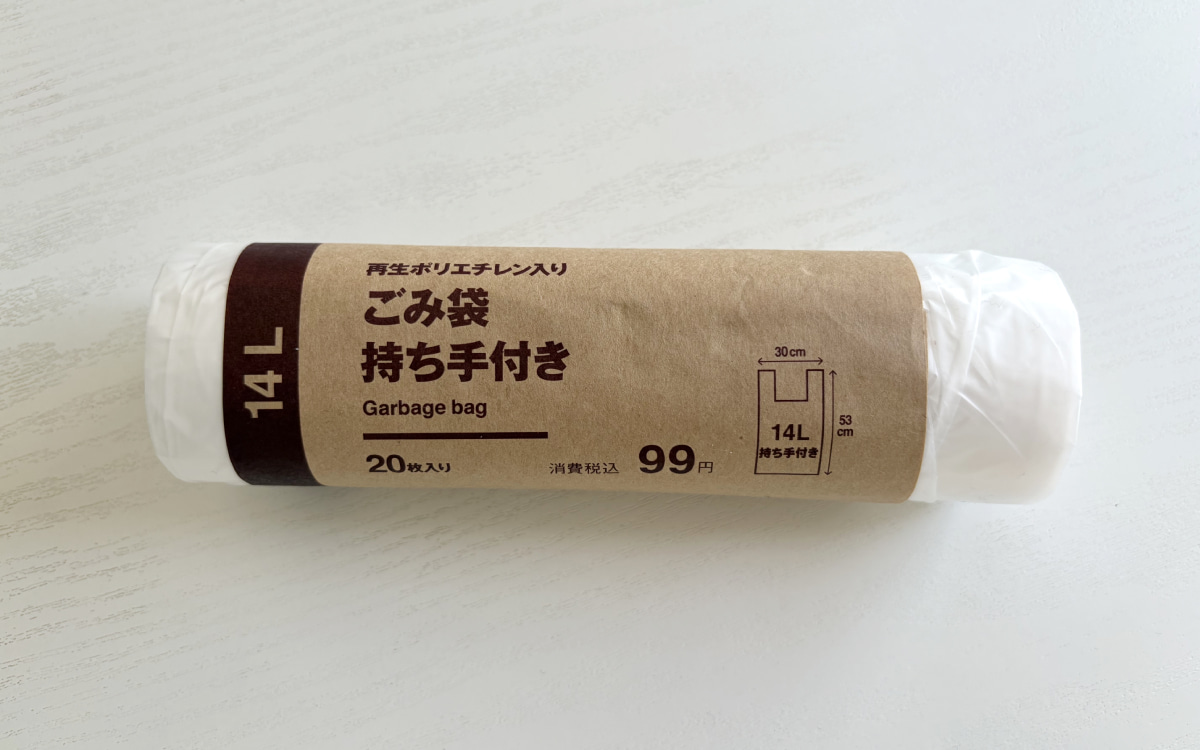 14 L
再生ポリエチレン入り
ごみ袋
持ち手付き
Garbage bag
20枚入り
消費税込 99円
30cm
53
cm
14L
持ち手付き